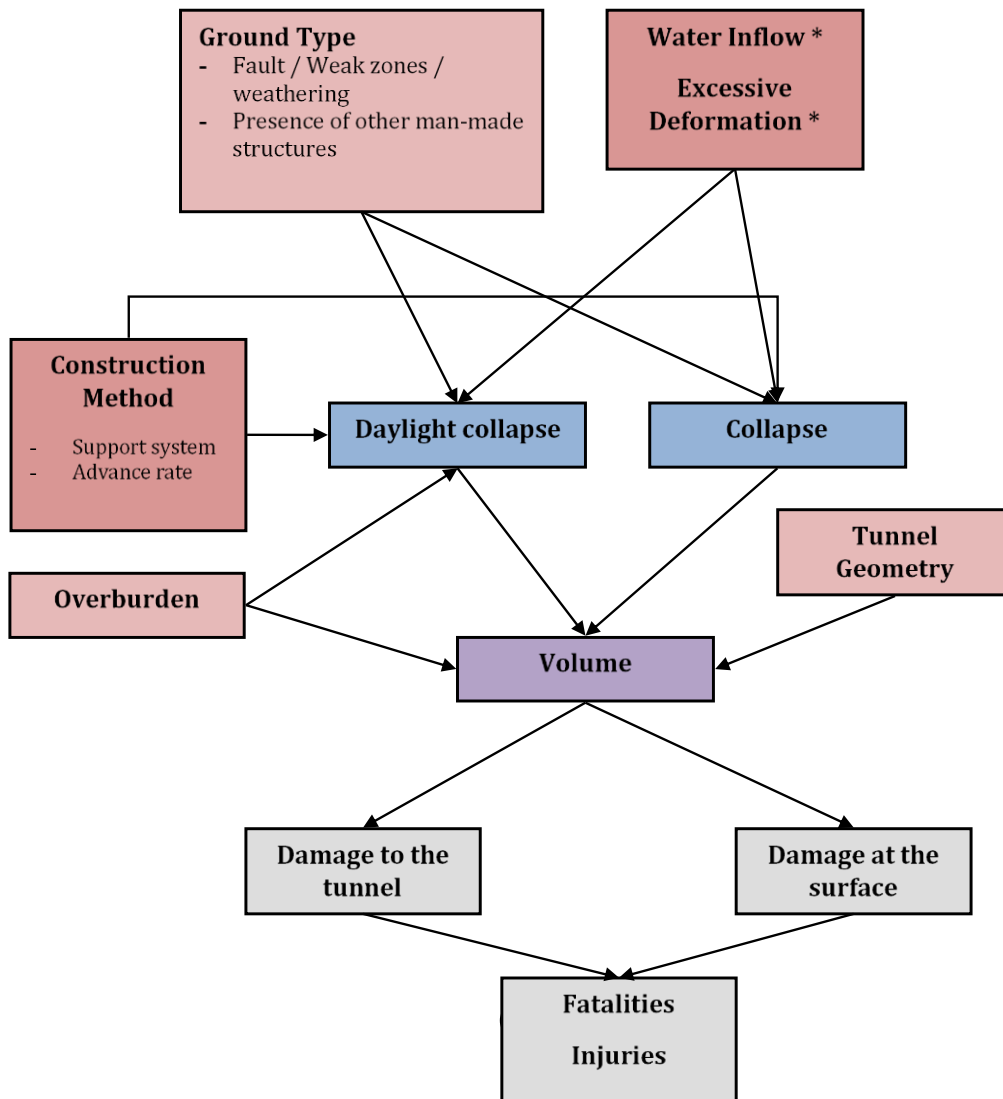 Ground Type
- Fault / Weak zones /
weathering
- Presence of other man-made
structures
Water Inflow *
Excessive
Deformation *
Construction
Method
- Support system
- Advance rate
Daylight collapse
Collapse
Tunnel
Geometry
Overburden
Volume
Damage to the
tunnel
Damage at the
surface
Fatalities
Injuries